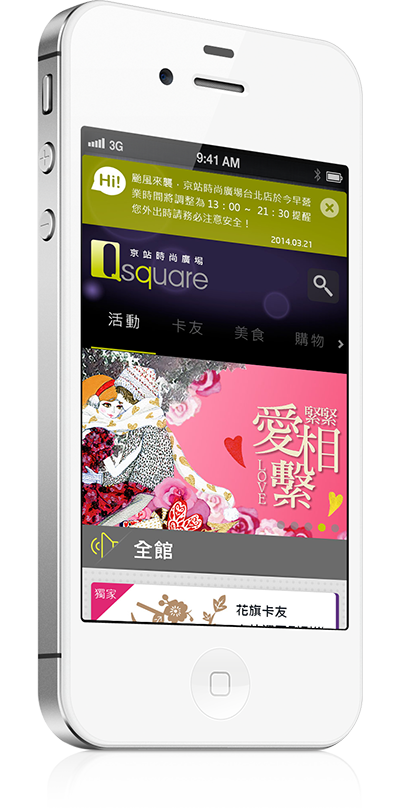 3G
9:41 AM
Hi!
颱風來襲，京站時尚廣場台北店於今早營
業時間將調整為13：00 ~ 21：30 提醒
您外出時請務必注意安全！
2014.03.21
京站時尚廣場
Qsquare
活動
卡友
美食
購物
緊緊
愛相
繫
LOVE
全館
獨家
花旗卡友